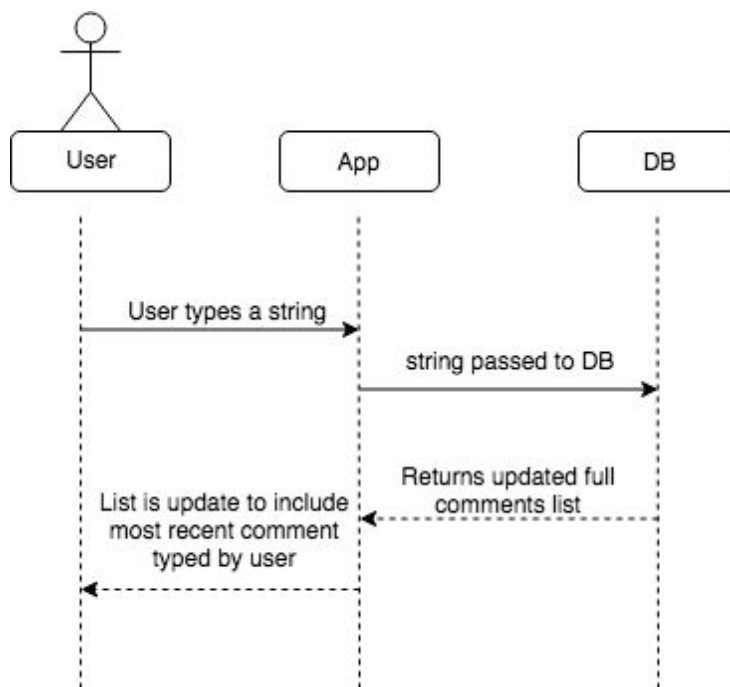 User
App
DB
User types a string
string passed to DB
Returns updated full
comments list
List is update to include
most recent comment
typed by user